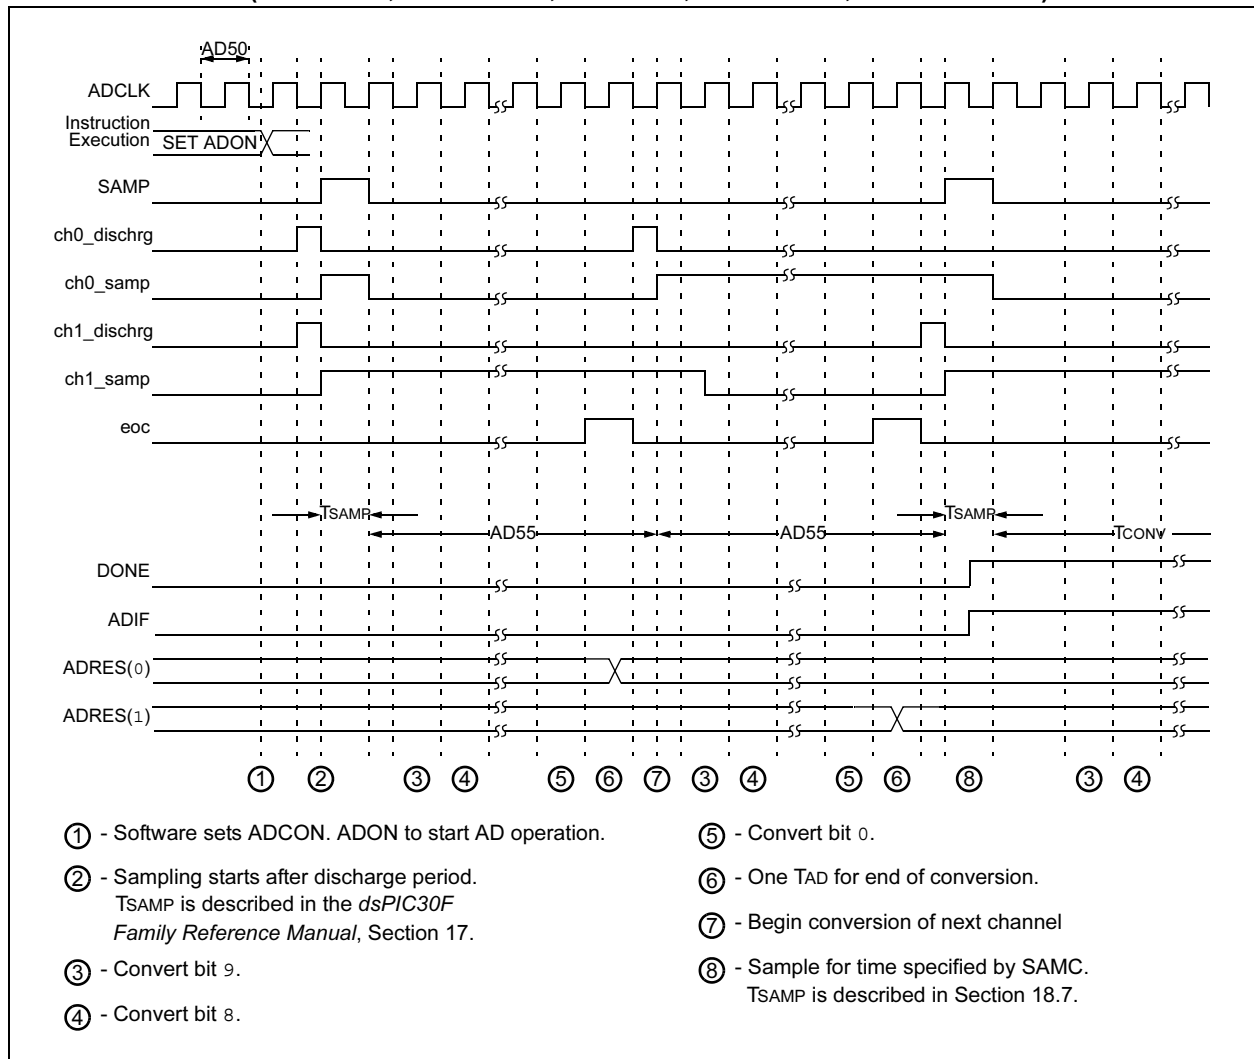 AD50
ADCLK
Instruction
Execution
SET ADON
SAMP
ch0_dischrg
ch0_samp
ch1_dischrg
ch1_samp
eoc
TSAMP TSAMP
AD55 AD55 TCONV
DONE
ADIF
ADRES(0)
ADRES(1)
1 2 3 4 5 6 7 3 4 5 6 8 3 4
1 - Software sets ADCON. ADON to start AD operation.
2 - Sampling starts after discharge period.
TSAMP is described in the dsPIC30F
Family Reference Manual, Section 17.
3 - Convert bit 9.
4 - Convert bit 8.
5 - Convert bit 0.
6 - One TAD for end of conversion.
7 - Begin conversion of next channel
8 - Sample for time specified by SAMC.
TSAMP is described in Section 18.7.